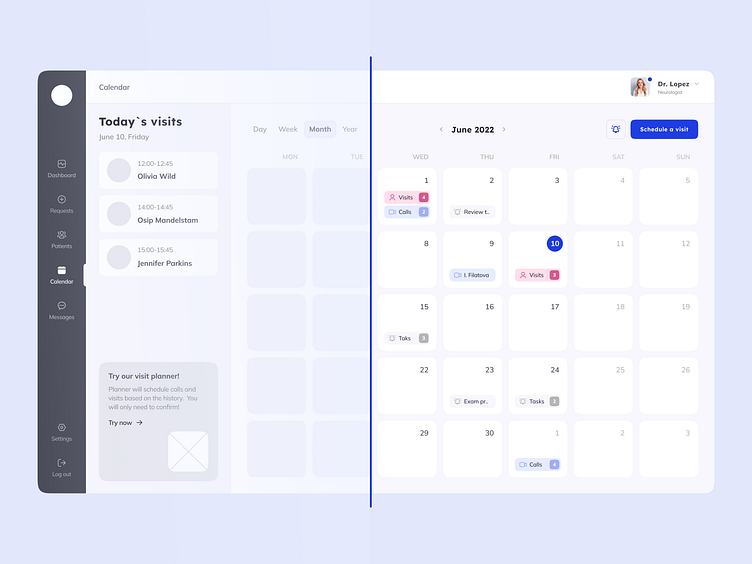 Calendar
Dr. Lopez
Neurologist
Today`s visits
June 10, Friday
12:00-12:45
Olivia Wild
14:00-14:45
Osip Mandelstam
15:00-15:45
Jennifer Parkins
Try our visit planner!
Planner will schedule calls and
visits based on the history. You
will only need to confirm!
Try now
Dashboard
Requests
Patients
Calendar
Messages
Settings
Log out
Day Week Month Year
June 2022
Schedule a visit
MON TUE WED THU FRI SAT SUN
1 2 3 4 5
Visits 4
Calls 2
Review t..
8 9 10 11 12
I. Filatova
Visits 3
15 16 17 18 19
Taks 3
22 23 24 25 26
Exam pr..
Tasks 2
29 30 1 2 3
Calls 4